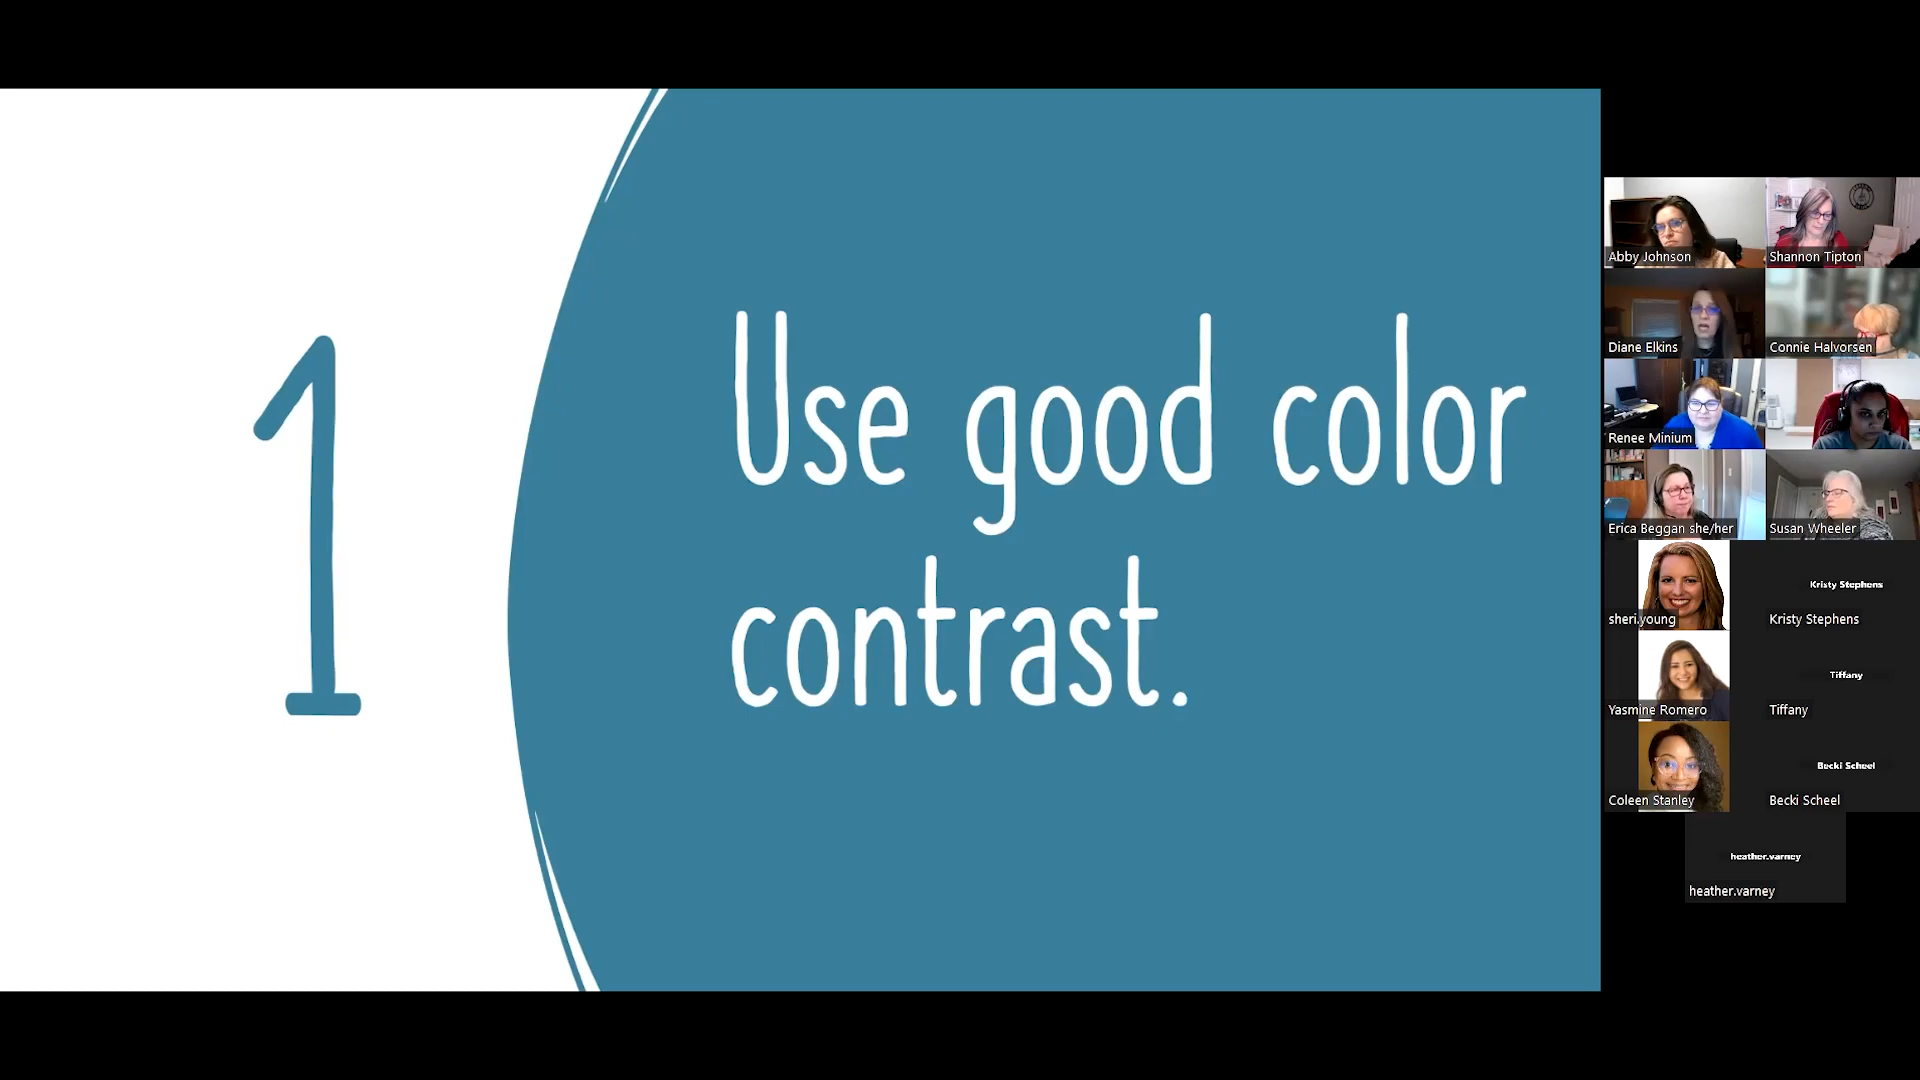 1
Use good color
contrast.
Abby Johnson
Shannon Tipton
Diane Elkins
Connie Halvorsen
Renee Minium
Erica Beggan she/her
Susan Wheeler
sheri.young
Kristy Stephens
Kristy Stephens
Yasmine Romero
Tiffany
Tiffany
Coleen Stanley
Becki Scheel
Becki Scheel
heather.varney
heather.varney